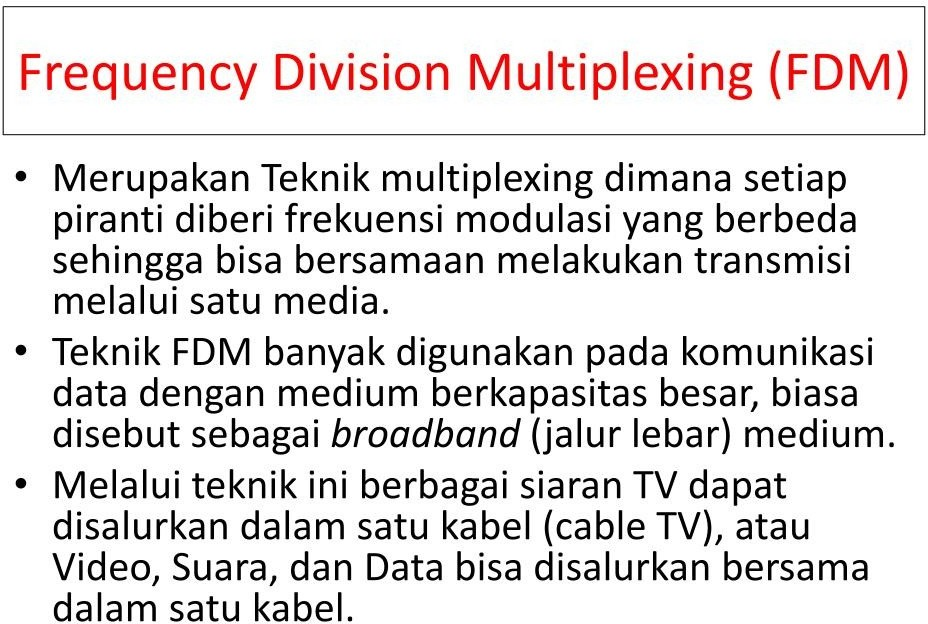 Frequency Division Multiplexing (FDM)
• Merupakan Teknik multiplexing dimana setiap
piranti diberi frekuensi modulasi yang berbeda
sehingga bisa bersamaan melakukan transmisi
melalui satu media.
• Teknik FDM banyak digunakan pada komunikasi
data dengan medium berkapasitas besar, biasa
disebut sebagai broadband (jalur lebar) medium.
• Melalui teknik ini berbagai siaran TV dapat
disalurkan dalam satu kabel (cable TV), atau
Video, Suara, dan Data bisa disalurkan bersama
dalam satu kabel.